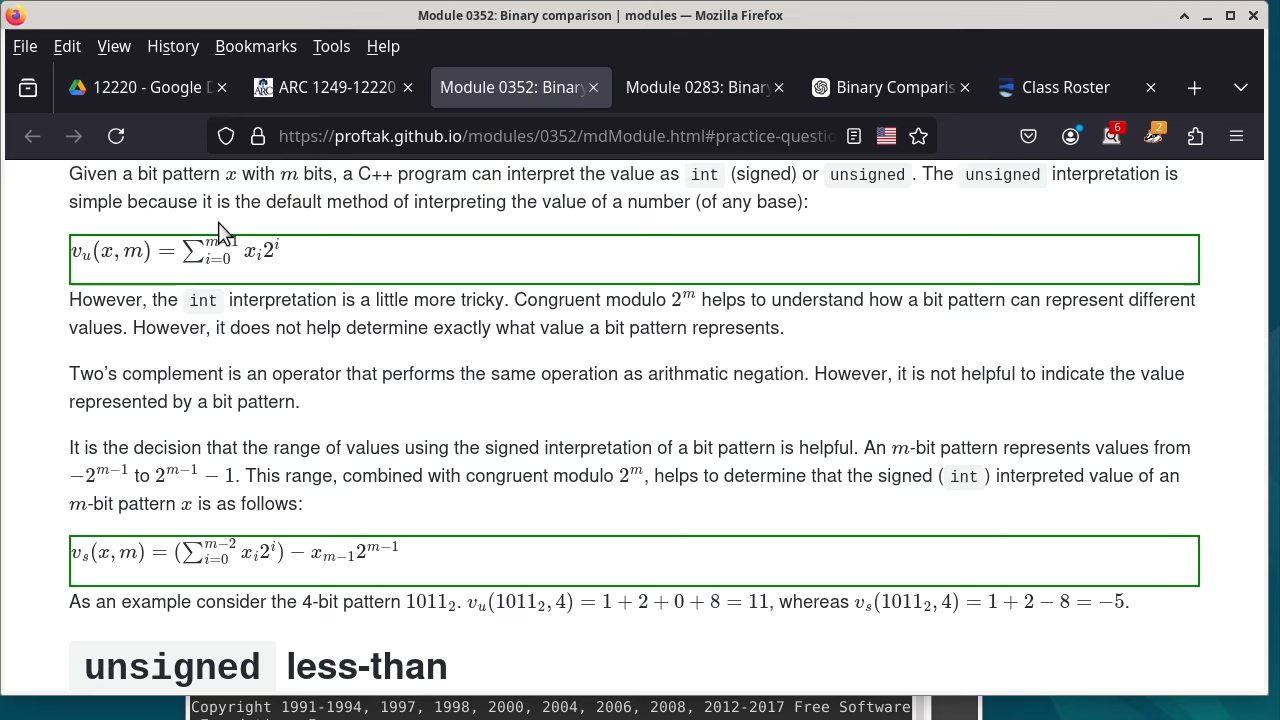 Module 0352: Binary comparison | modules — Mozilla Firefox
File Edit View History Bookmarks Tools Help
12220 - Google D ARC 1249-12220 Module 0352: Binary Module 0283: Binary Binary Comparis Class Roster
https://proftak.github.io/modules/0352/mdModule.html#practice-questio 6 2
Given a bit pattern x with m bits, a C++ program can interpret the value as int (signed) or unsigned. The unsigned interpretation is
simple because it is the default method of interpreting the value of a number (of any base):
v_u(x, m) = ∑_{i=0}^{m−1} x_i 2^i
However, the int interpretation is a little more tricky. Congruent modulo 2^m helps to understand how a bit pattern can represent different
values. However, it does not help determine exactly what value a bit pattern represents.
Two’s complement is an operator that performs the same operation as arithmatic negation. However, it is not helpful to indicate the value
represented by a bit pattern.
It is the decision that the range of values using the signed interpretation of a bit pattern is helpful. An m-bit pattern represents values from
−2^{m−1} to 2^{m−1} − 1. This range, combined with congruent modulo 2^m, helps to determine that the signed (int) interpreted value of an
m-bit pattern x is as follows:
v_s(x, m) = (∑_{i=0}^{m−2} x_i 2^i) − x_{m−1} 2^{m−1}
As an example consider the 4-bit pattern 1011_2. v_u(1011_2, 4) = 1 + 2 + 0 + 8 = 11, whereas v_s(1011_2, 4) = 1 + 2 − 8 = −5.
unsigned less-than
Copyright 1991-1994, 1997, 1998, 2000, 2004, 2006, 2008, 2012-2017 Free Software